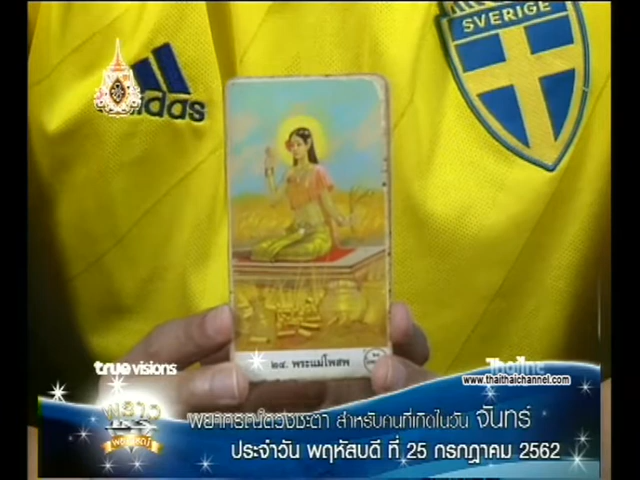 SVERIGE
adidas
๒๔. พระแม่โพสพ
truevisions
ThaiThai
www.thaithaichannel.com
พยากรณ์ดวงชะตา สำหรับคนที่เกิดในวัน จันทร์
ประจำวัน พฤหัสบดี ที่ 25 กรกฎาคม 2562